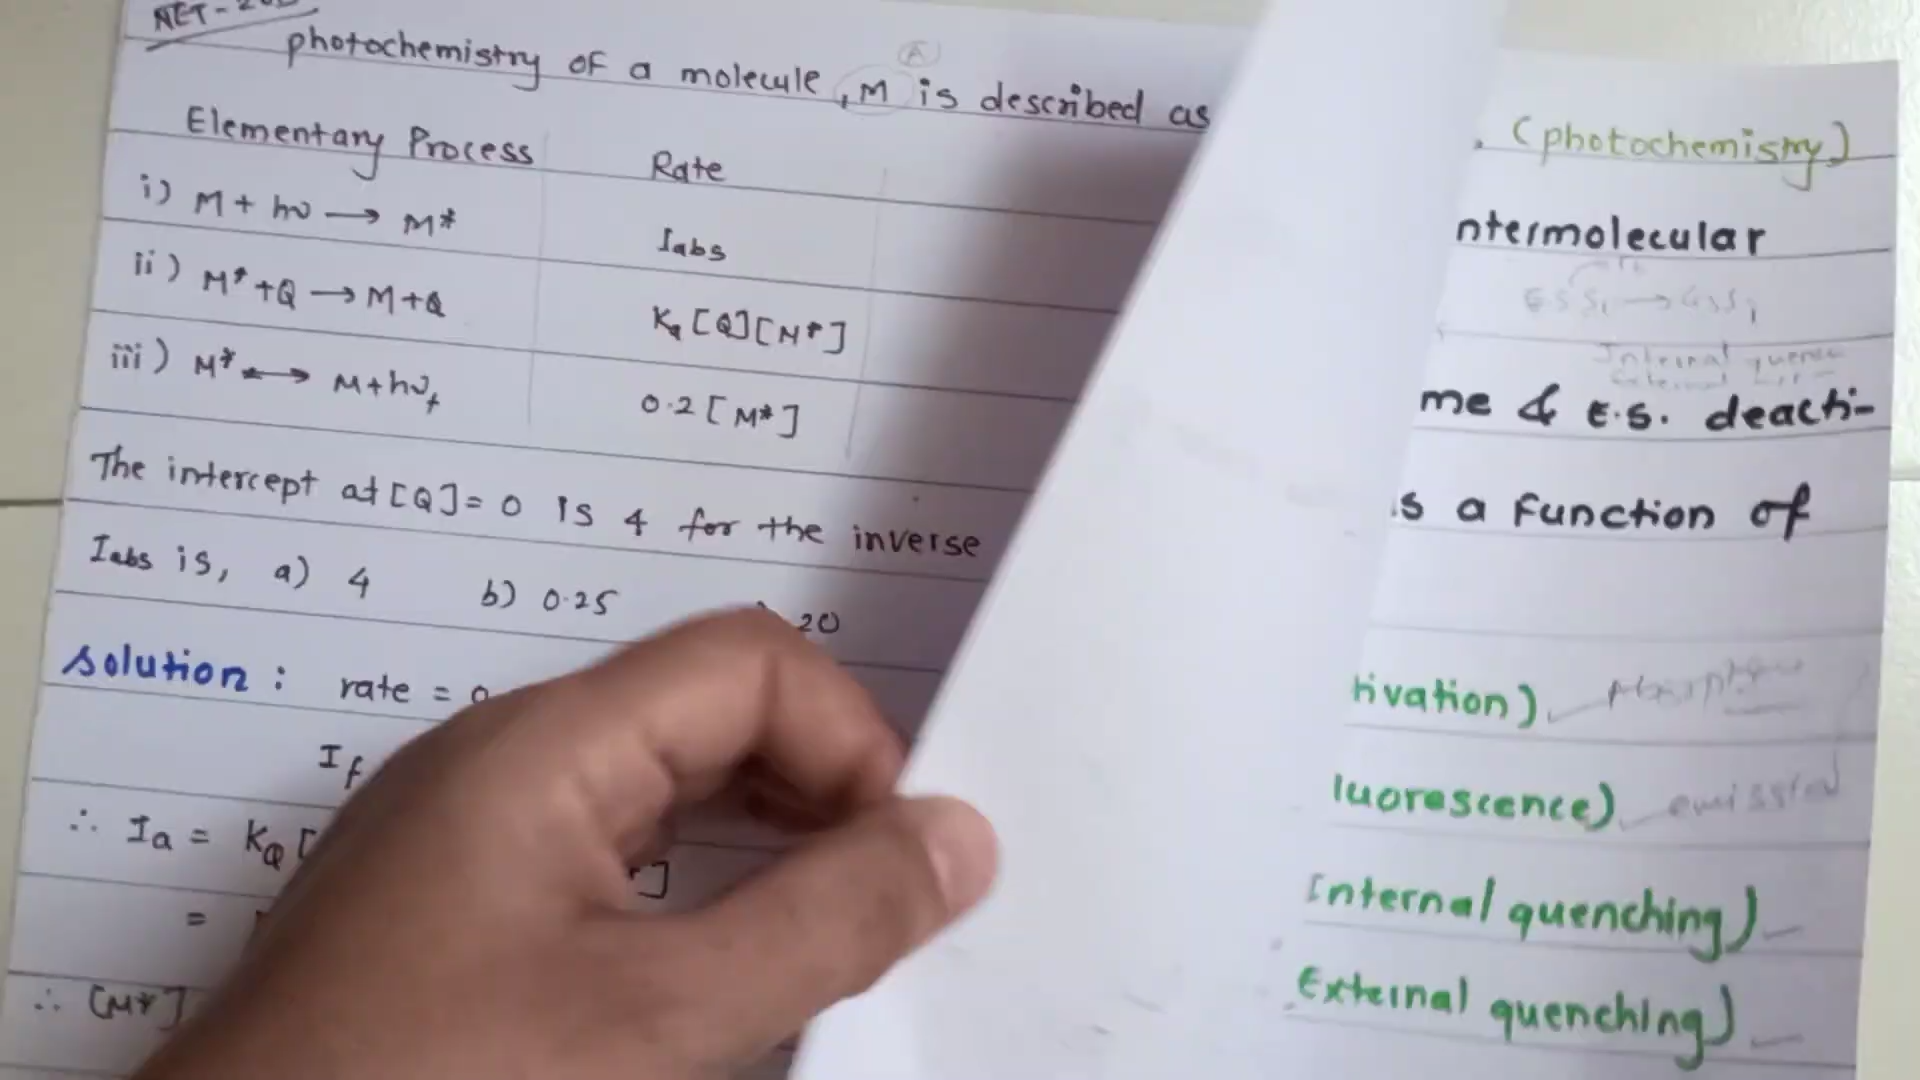 NET-
photochemistry of a molecule, M is described as
(A)
Elementary Process Rate
i) M + hν → M* Iabs
ii) M* + Q → M + Q KQ [Q][M*]
iii) M* ↔ M + hνf 0.2 [M*]
The intercept at [Q] = 0 is 4 for the inverse
Iabs is, a) 4 b) 0.25 20
Solution: rate =
If
∴ Ia = KQ [
=
∴ [M*]
. (photochemistry)
ntermolecular
me & E.S. deacti-
s a function of
tivation)
luorescence) emission
Internal quenching)
External quenching)